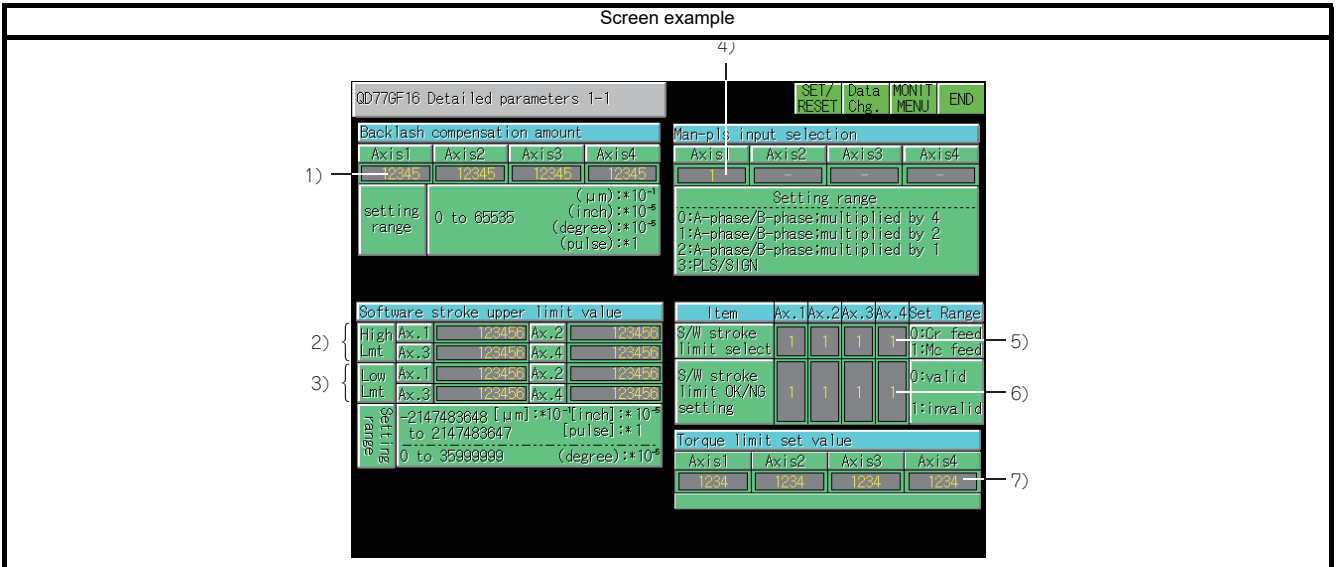 Screen example
4)
QD77GF16 Detailed parameters 1-1
SET/ RESET
Data Chg.
MONIT MENU
END
Backlash compensation amount
Axis1 Axis2 Axis3 Axis4
1)
12345 12345 12345 12345
setting range
0 to 65535
(μm):*10⁻¹
(inch):*10⁻⁵
(degree):*10⁻⁵
(pulse):*1
Man-pls input selection
Axis1 Axis2 Axis3 Axis4
1 - - -
Setting range
0:A-phase/B-phase;multiplied by 4
1:A-phase/B-phase;multiplied by 2
2:A-phase/B-phase;multiplied by 1
3:PLS/SIGN
Software stroke upper limit value
2)
High Lmt
Ax.1 123456 Ax.2 123456
Ax.3 123456 Ax.4 123456
3)
Low Lmt
Ax.1 123456 Ax.2 123456
Ax.3 123456 Ax.4 123456
Setting range
-2147483648 [μm]:*10⁻¹[inch]:*10⁻⁵
to 2147483647 [pulse]:*1
0 to 35999999 (degree):*10⁻⁵
Item Ax.1 Ax.2 Ax.3 Ax.4 Set Range
S/W stroke limit select
1 1 1 1
0:Cr feed
1:Mc feed
5)
S/W stroke limit OK/NG setting
1 1 1 1
0:valid
1:invalid
6)
Torque limit set value
Axis1 Axis2 Axis3 Axis4
1234 1234 1234 1234
7)